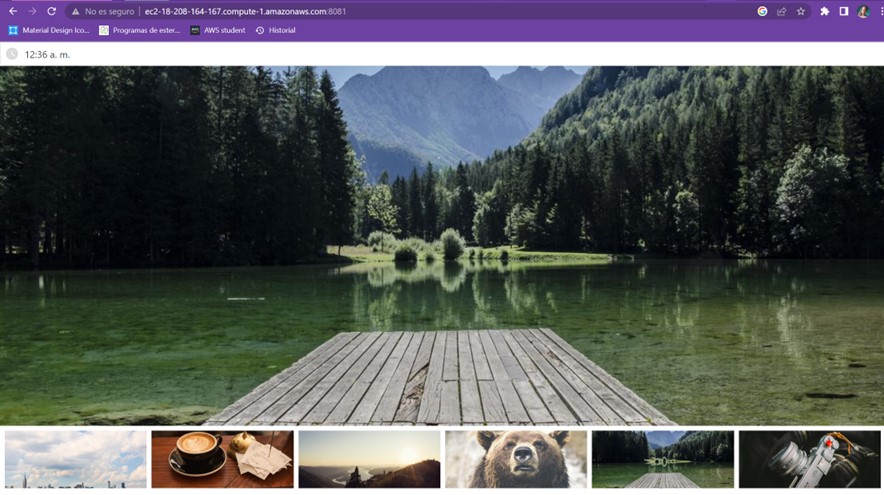 No es seguro ec2-18-208-164-167.compute-1.amazonaws.com:8081
Material Design Ico... Programas de ester... AWS student Historial
12:36 a. m.